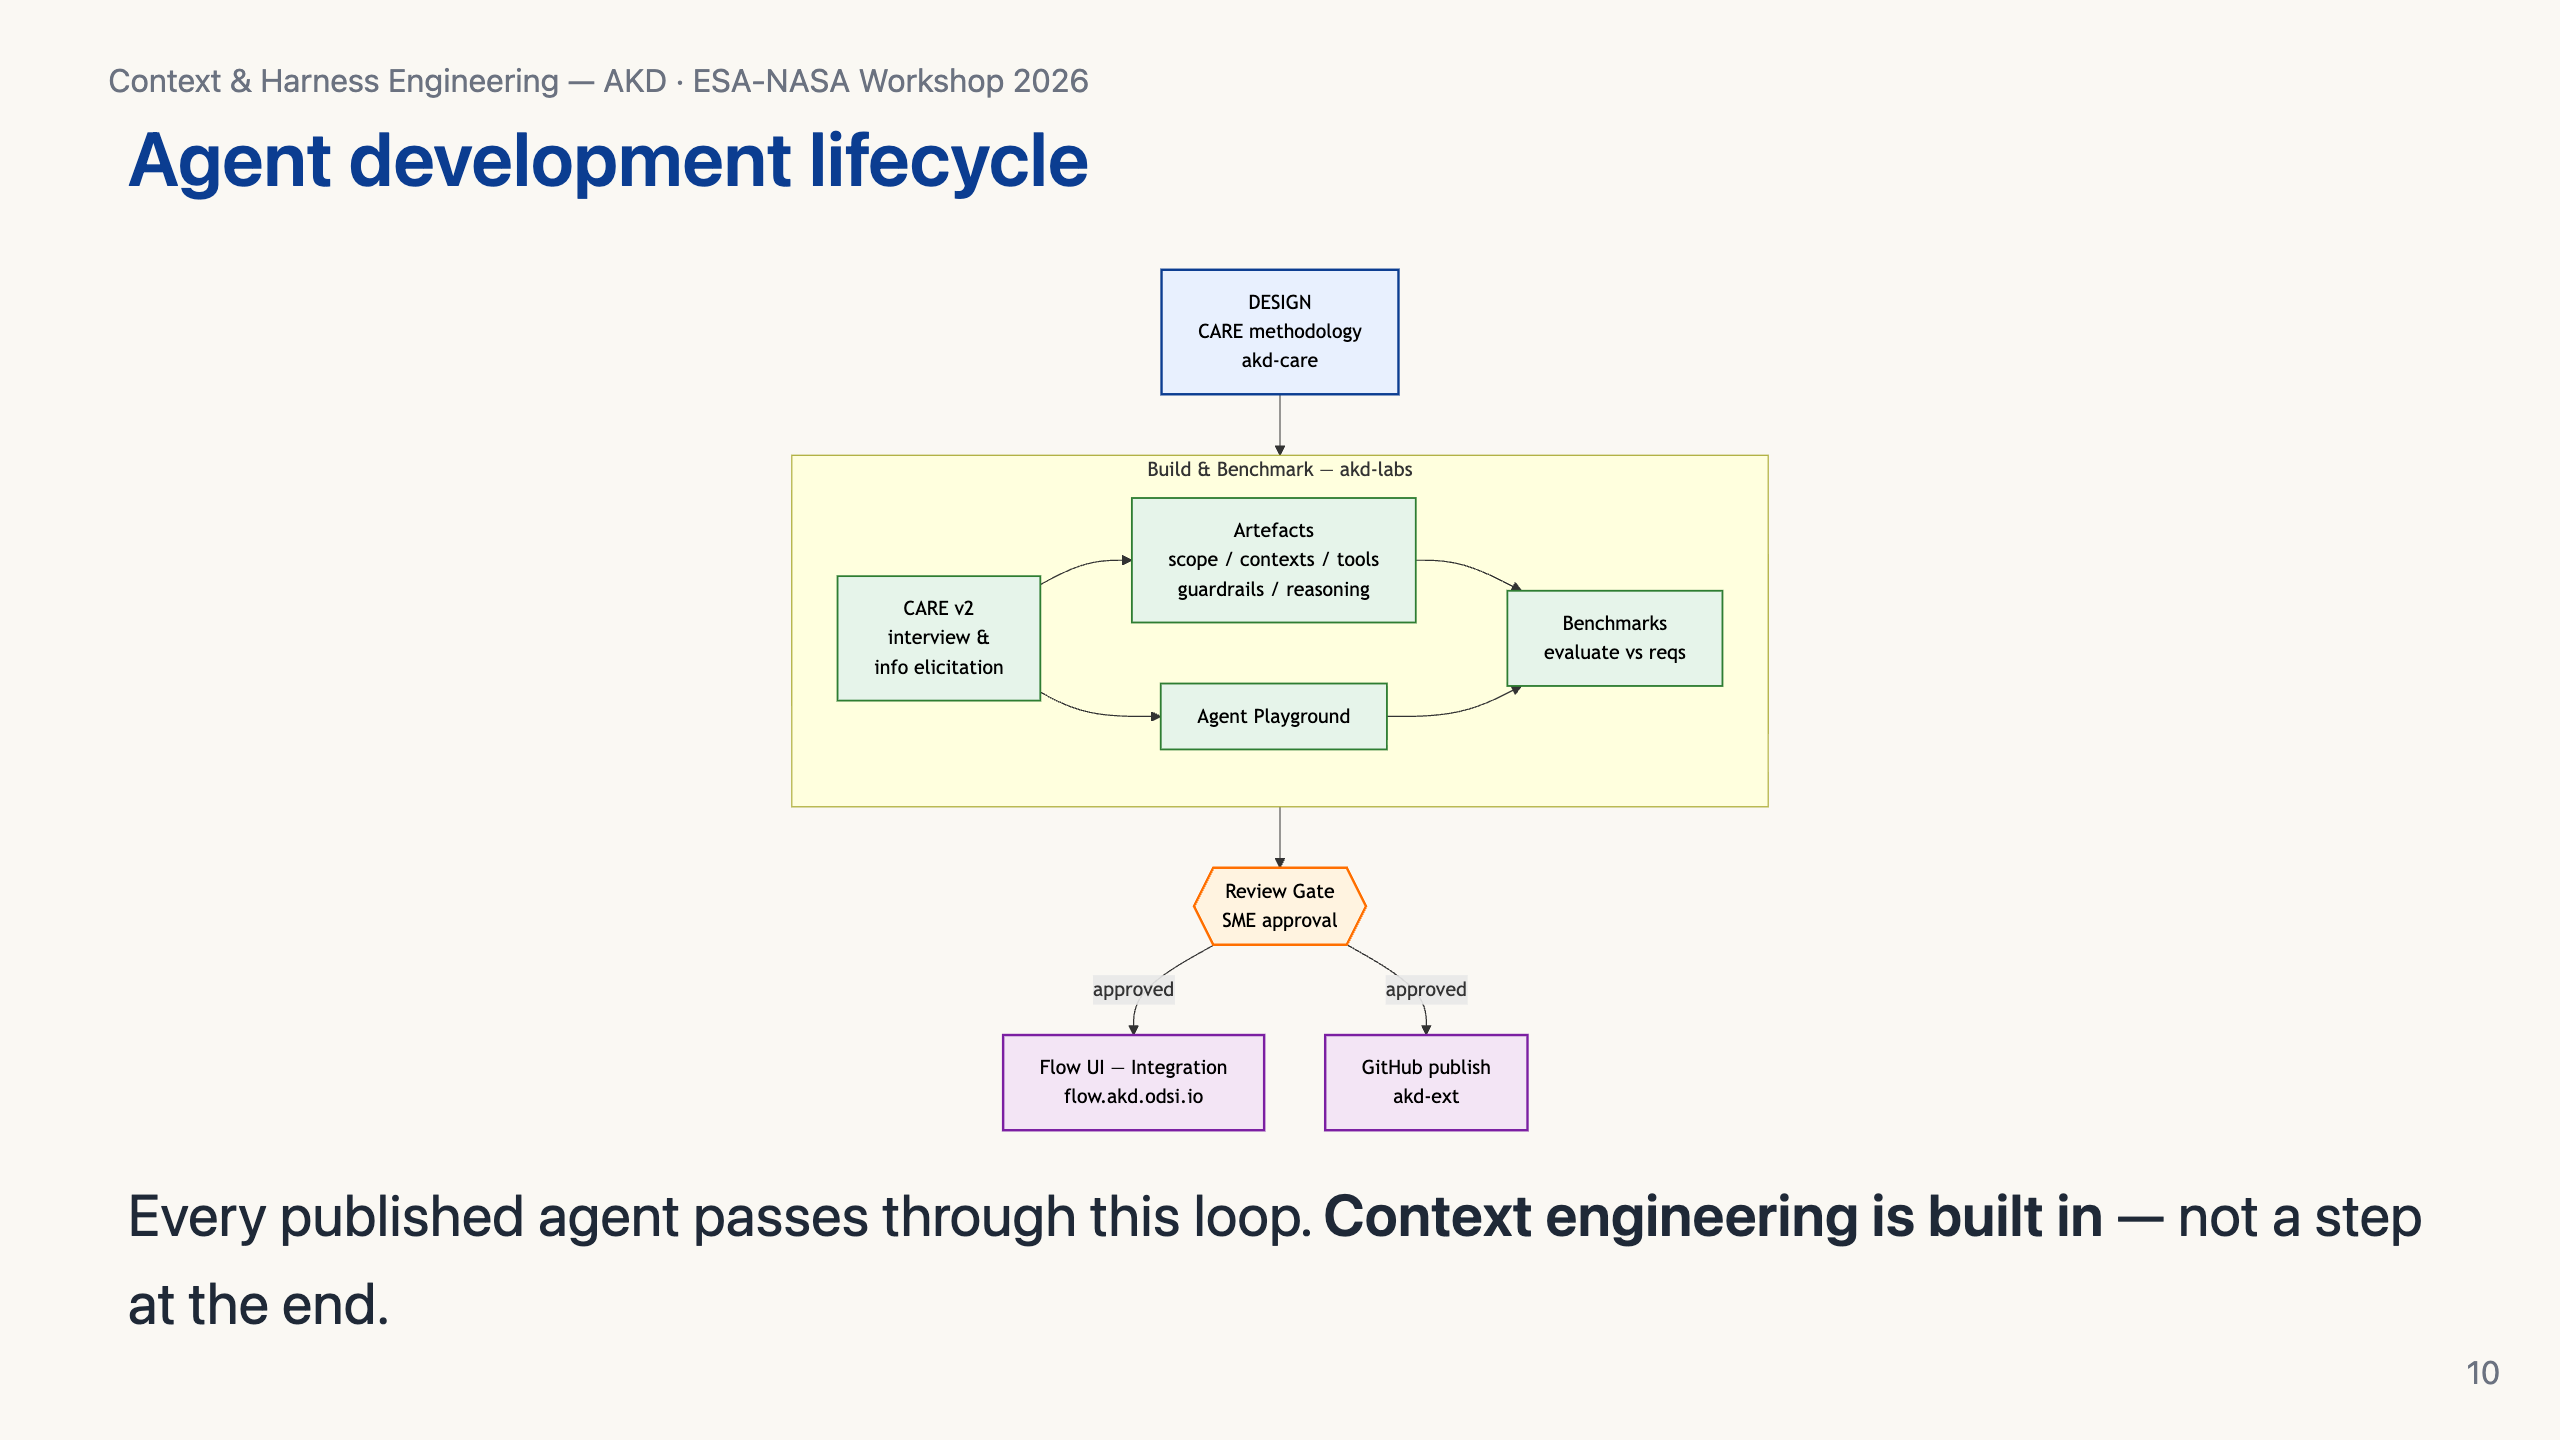 Context & Harness Engineering — AKD · ESA-NASA Workshop 2026
Agent development lifecycle
DESIGN
CARE methodology
akd-care
Build & Benchmark — akd-labs
Artefacts
scope / contexts / tools
guardrails / reasoning
CARE v2
interview &
info elicitation
Benchmarks
evaluate vs reqs
Agent Playground
Review Gate
SME approval
approved
approved
Flow UI — Integration
flow.akd.odsi.io
GitHub publish
akd-ext
Every published agent passes through this loop. Context engineering is built in — not a step
at the end.
10